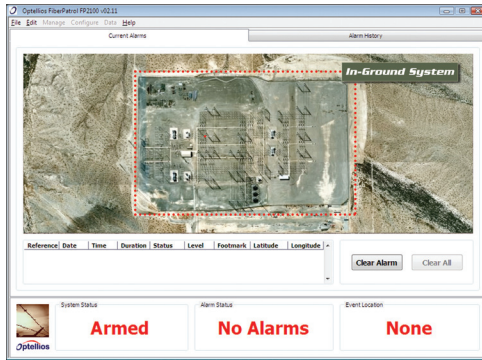 Optellios FiberPatrol FP2100 v02.11
File Edit Manage Configure Data Help
Current Alarms Alarm History
In-Ground System
Reference Date Time Duration Status Level Footmark Latitude Longitude
Clear Alarm Clear All
System Status Alarm Status Event Location
Armed No Alarms None
Optellios